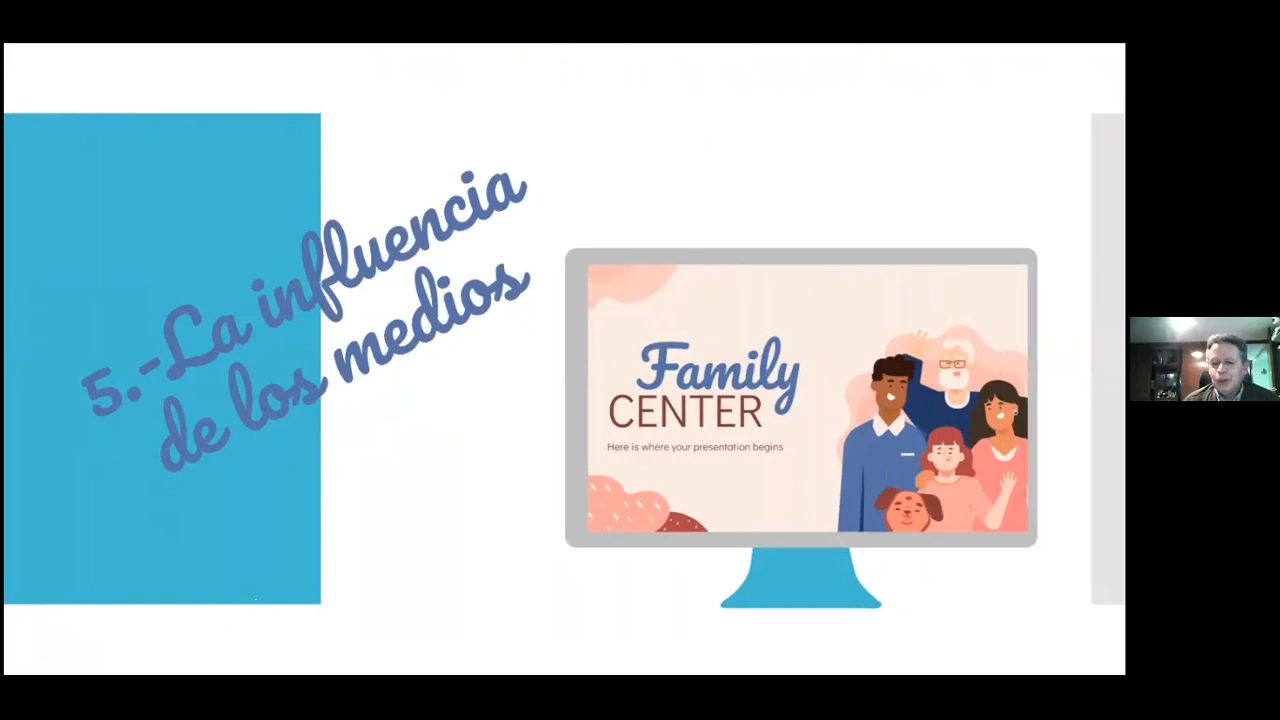 5.-La influencia
de los medios
Family
CENTER
Here is where your presentation begins